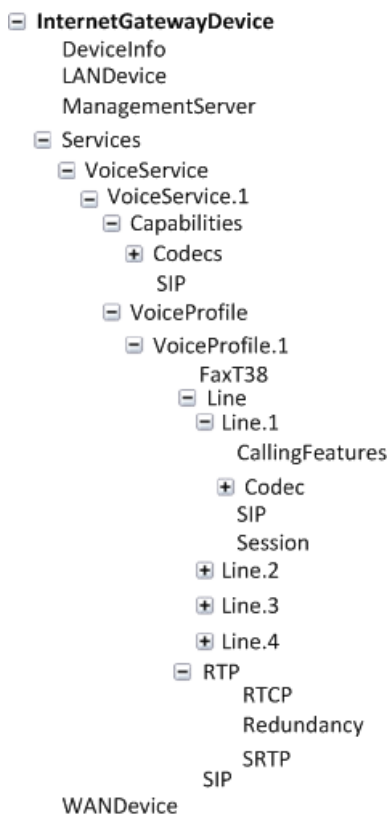 InternetGatewayDevice
DeviceInfo
LANDevice
ManagementServer
Services
VoiceService
VoiceService.1
Capabilities
Codecs
SIP
VoiceProfile
VoiceProfile.1
FaxT38
Line
Line.1
CallingFeatures
Codec
SIP
Session
Line.2
Line.3
Line.4
RTP
RTCP
Redundancy
SRTP
SIP
WANDevice